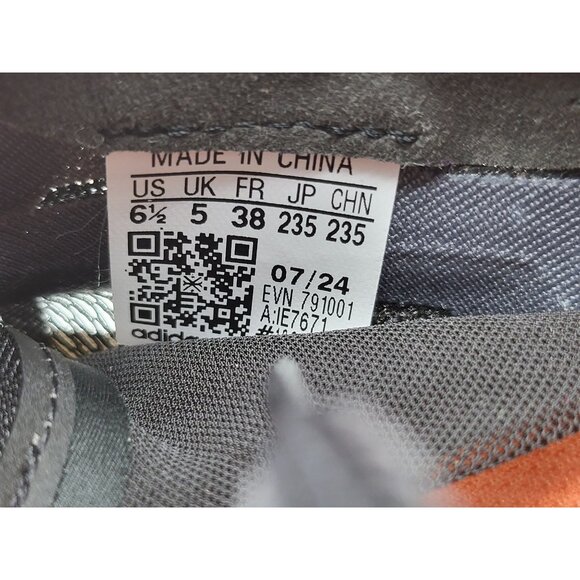 MADE IN CHINA
US UK FR JP CHN
6½ 5 38 235 235
07/24
EVN 791001
A:IE7671